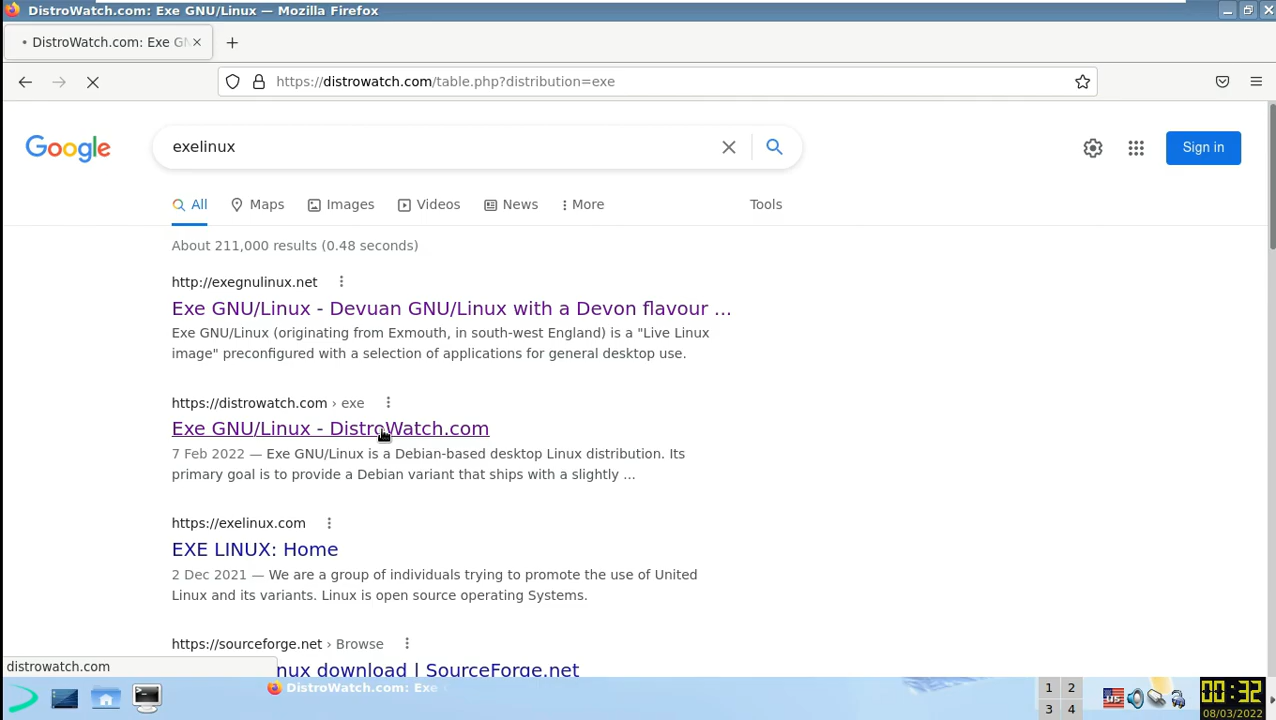 DistroWatch.com: Exe GNU/Linux — Mozilla Firefox
DistroWatch.com: Exe GN
https://distrowatch.com/table.php?distribution=exe
Google
exelinux
Sign in
All
Maps
Images
Videos
News
More
Tools
About 211,000 results (0.48 seconds)
http://exegnulinux.net
Exe GNU/Linux - Devuan GNU/Linux with a Devon flavour ...
Exe GNU/Linux (originating from Exmouth, in south-west England) is a "Live Linux
image" preconfigured with a selection of applications for general desktop use.
https://distrowatch.com › exe
Exe GNU/Linux - DistroWatch.com
7 Feb 2022 — Exe GNU/Linux is a Debian-based desktop Linux distribution. Its
primary goal is to provide a Debian variant that ships with a slightly ...
https://exelinux.com
EXE LINUX: Home
2 Dec 2021 — We are a group of individuals trying to promote the use of United
Linux and its variants. Linux is open source operating Systems.
https://sourceforge.net › Browse
nux download | SourceForge.net
distrowatch.com
DistroWatch.com: Exe
1 2
3 4
US
00:32
08/03/2022